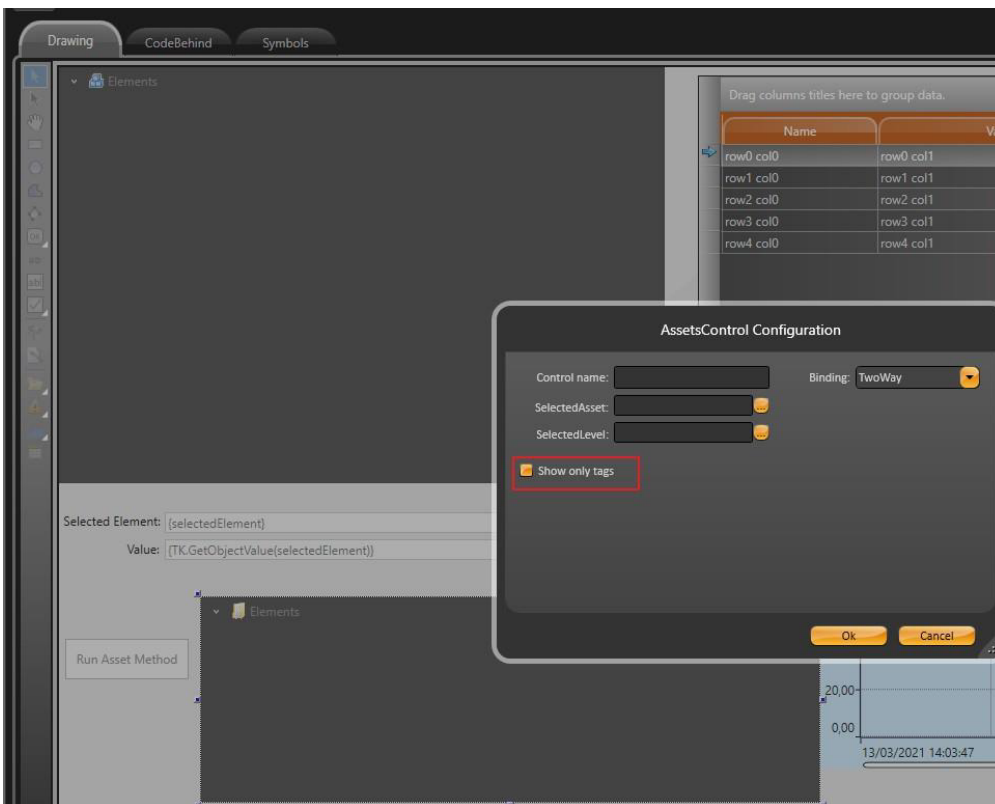 Drawing CodeBehind Symbols
Elements
Drag columns titles here to group data.
Name
row0 col0 row0 col1
row1 col0 row1 col1
row2 col0 row2 col1
row3 col0 row3 col1
row4 col0 row4 col1
AssetsControl Configuration
Control name: Binding: TwoWay
SelectedAsset: ...
SelectedLevel: ...
Show only tags
Ok Cancel
Selected Element: {selectedElement}
Value: {TK.GetObjectValue(selectedElement)}
Elements
Run Asset Method
20,00
0,00
13/03/2021 14:03:47